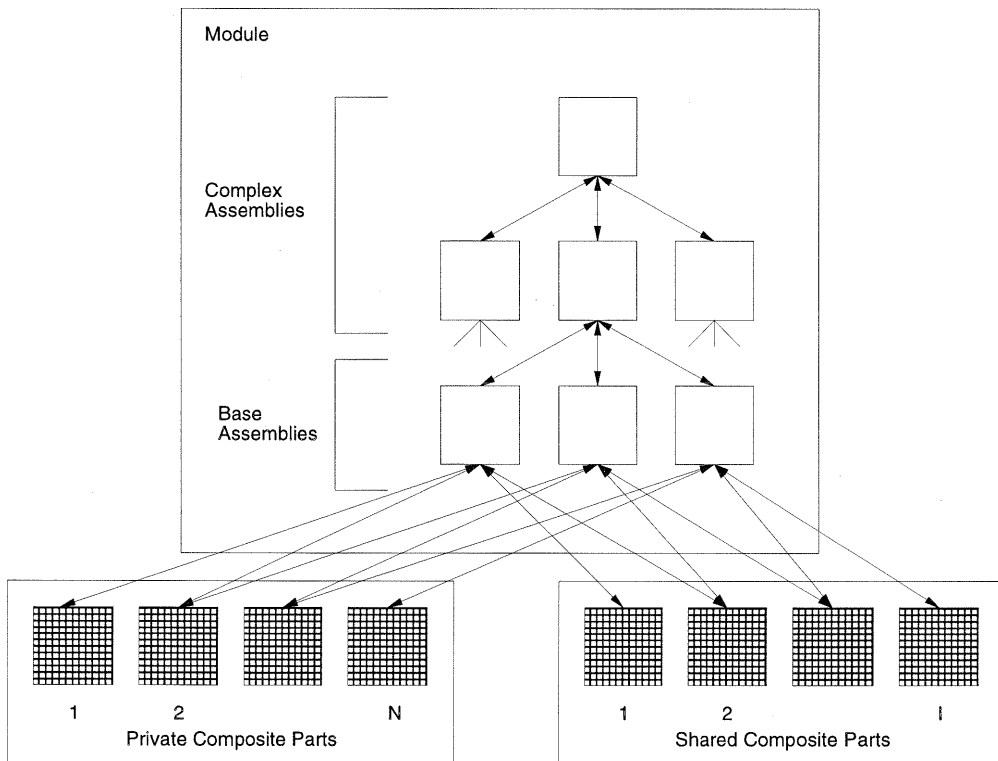 Module
Complex
Assemblies
Base
Assemblies
1 2 N
Private Composite Parts
1 2 I
Shared Composite Parts